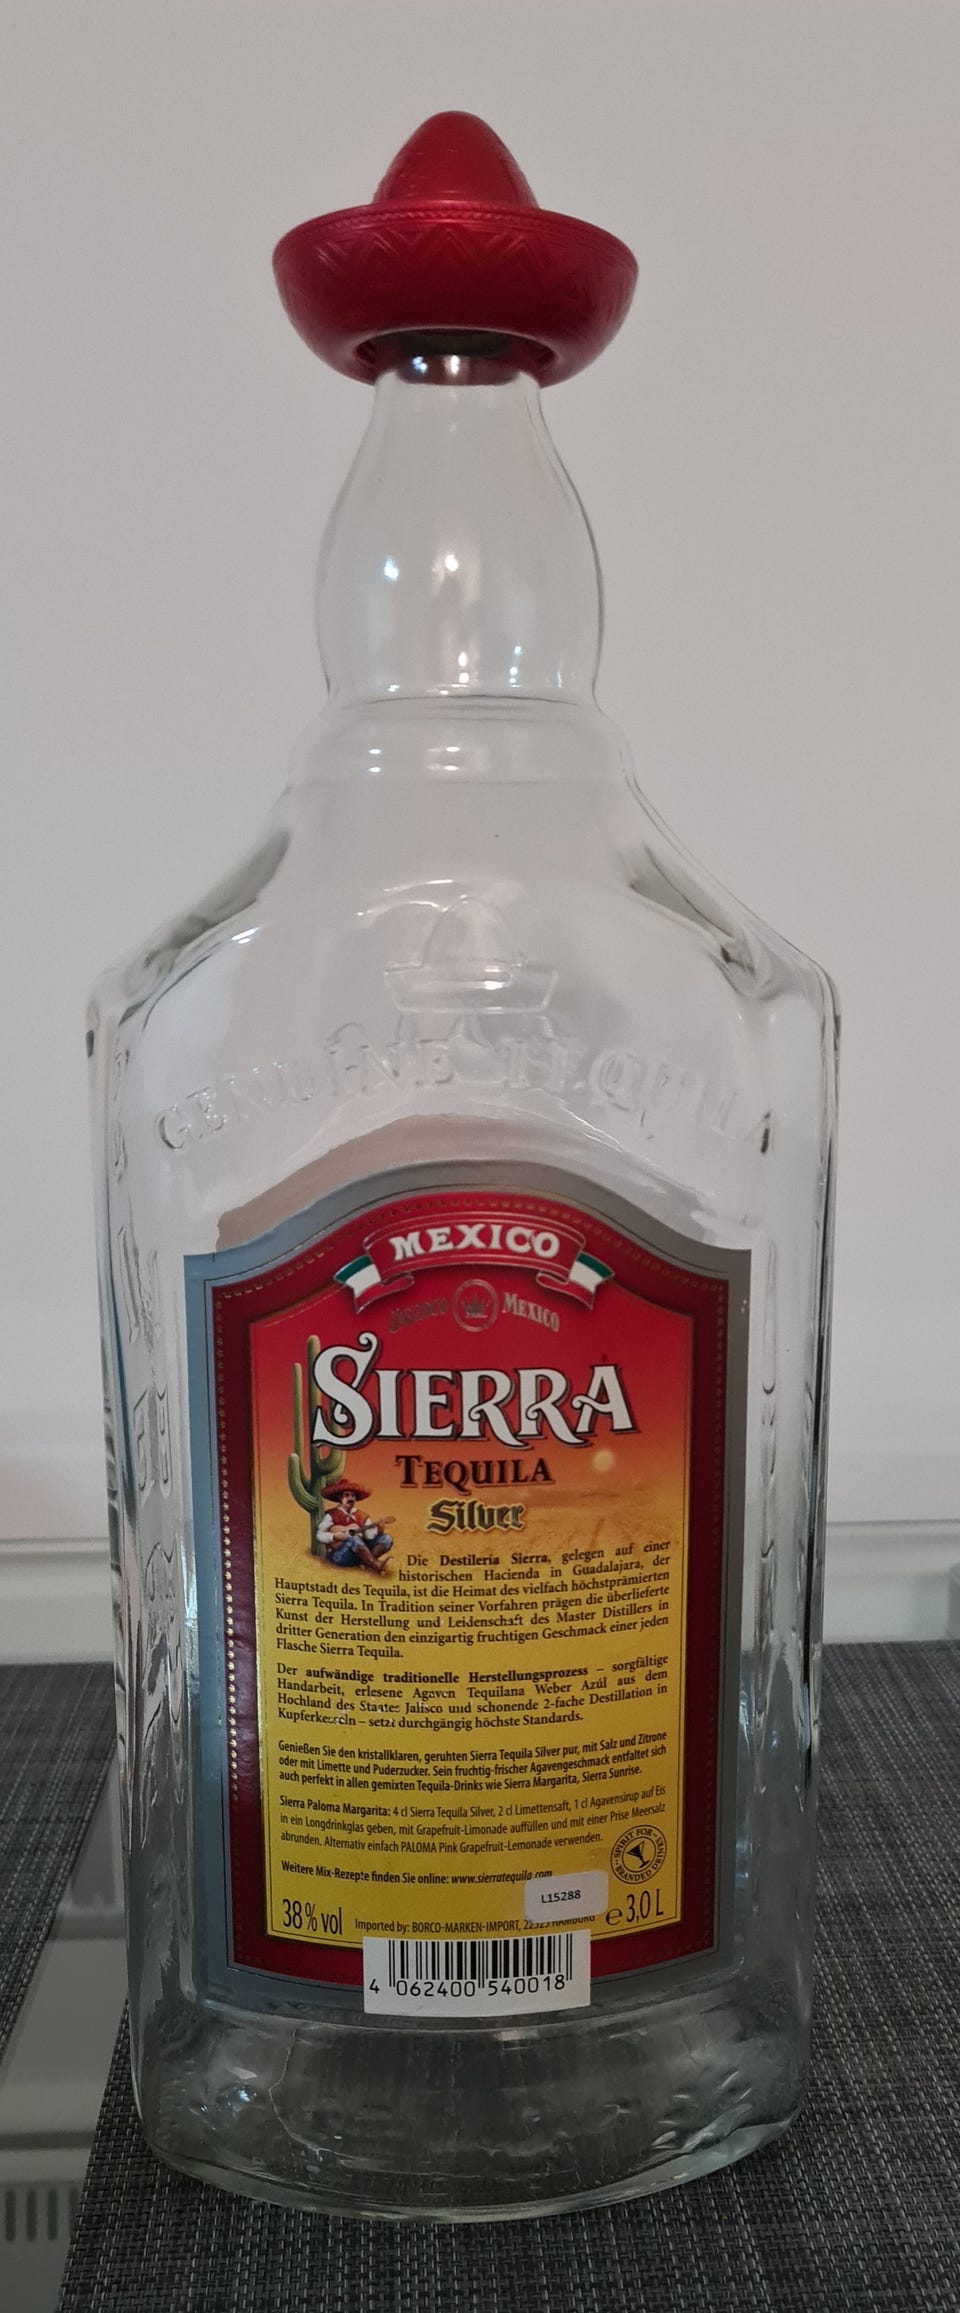 GENUINE TEQUILA
MEXICO
JALISCO MEXICO
SIERRA
TEQUILA
Silver
Die Destileria Sierra, gelegen auf einer
historischen Hacienda in Guadalajara, der
Hauptstadt des Tequila, ist die Heimat des vielfach höchstprämierten
Sierra Tequila. In Tradition seiner Vorfahren prägen die überlieferte
Kunst der Herstellung und Leidenschaft des Master Distillers in
dritter Generation den einzigartig fruchtigen Geschmack einer jeden
Flasche Sierra Tequila.
Der aufwändige traditionelle Herstellungsprozess – sorgfältige
Handarbeit, erlesene Agaven Tequilana Weber Azúl aus dem
Hochland des Staates Jalisco und schonende 2-fache Destillation in
Kupferkesseln – setzt durchgängig höchste Standards.
Genießen Sie den kristallklaren, geruhten Sierra Tequila Silver pur, mit Salz und Zitrone
oder mit Limette und Puderzucker. Sein fruchtig-frischer Agavengeschmack entfaltet sich
auch perfekt in allen gemixten Tequila-Drinks wie Sierra Margarita, Sierra Sunrise.
Sierra Paloma Margarita: 4 cl Sierra Tequila Silver, 2 cl Limettensaft, 1 cl Agavensirup auf Eis
in ein Longdrinkglas geben, mit Grapefruit-Limonade auffüllen und mit einer Prise Meersalz
abrunden. Alternativ einfach PALOMA Pink Grapefruit-Lemonade verwenden.
SPIRIT FOR
BRANDED DRINKS
Weitere Mix-Rezepte finden Sie online: www.sierratequila.com
L15288
38% vol Imported by: BORCO-MARKEN-IMPORT, 22525 HAMBURG e 3,0 L
4 062400 540018